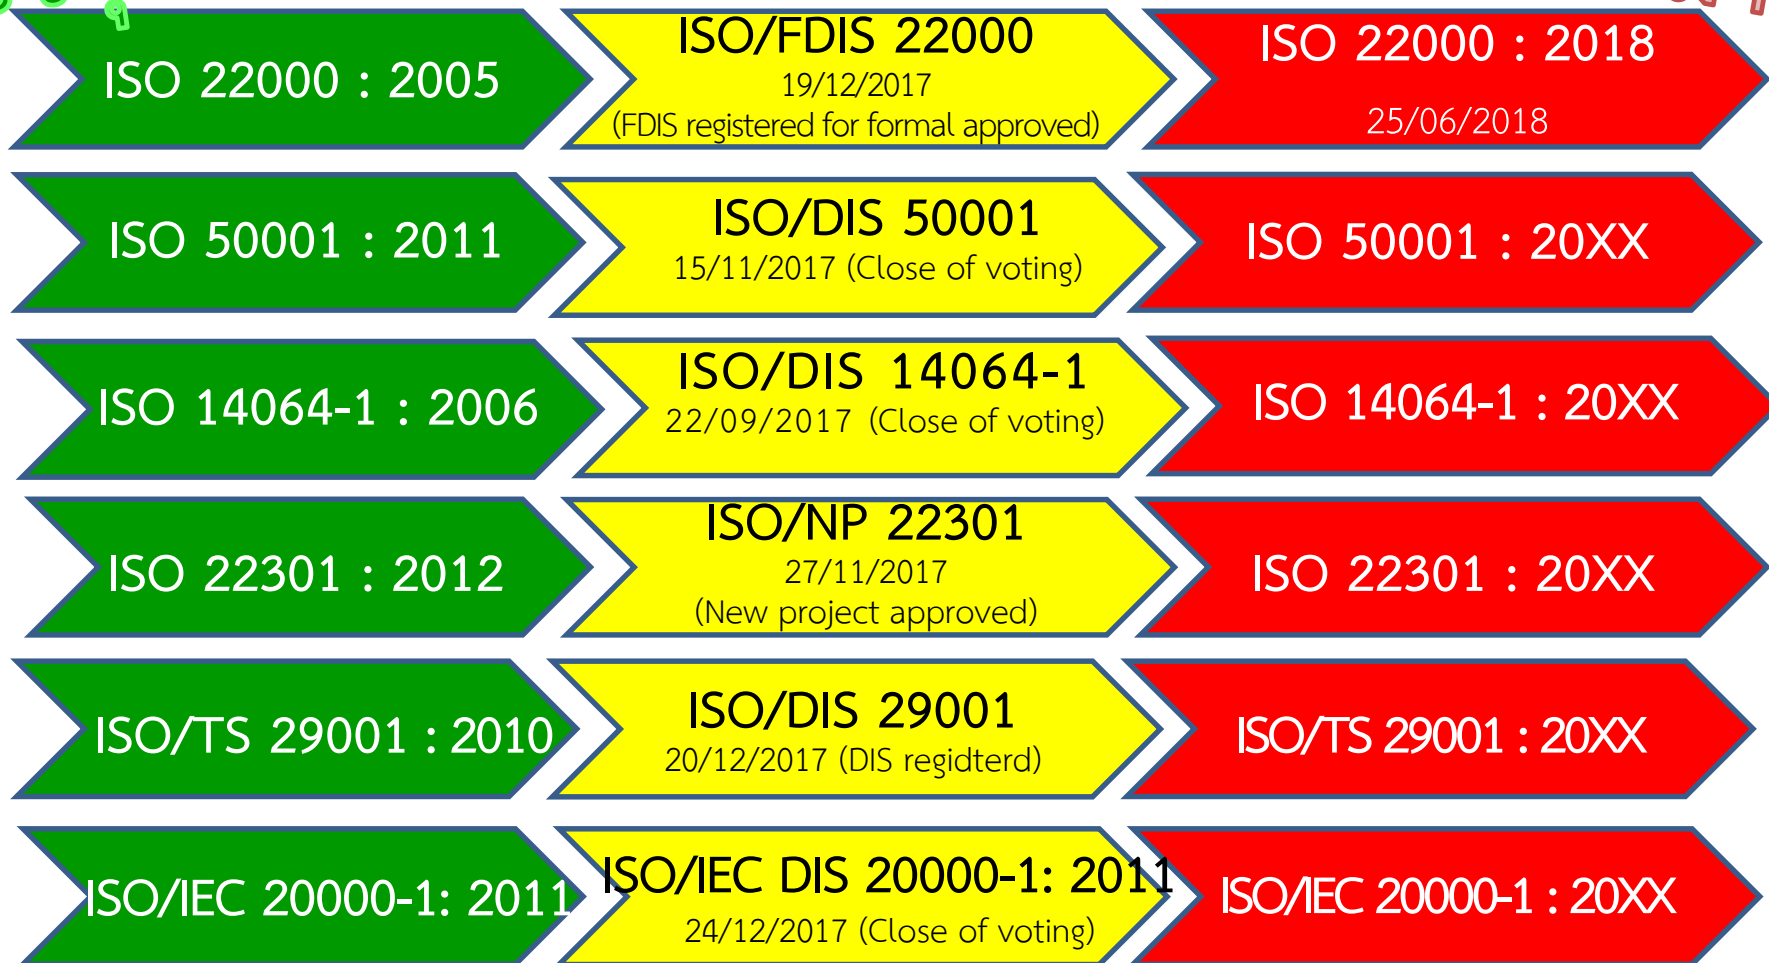 ISO 22000 : 2005
ISO/FDIS 22000
19/12/2017
(FDIS registered for formal approved)
ISO 22000 : 2018
25/06/2018
ISO 50001 : 2011
ISO/DIS 50001
15/11/2017 (Close of voting)
ISO 50001 : 20XX
ISO 14064-1 : 2006
ISO/DIS 14064-1
22/09/2017 (Close of voting)
ISO 14064-1 : 20XX
ISO 22301 : 2012
ISO/NP 22301
27/11/2017
(New project approved)
ISO 22301 : 20XX
ISO/TS 29001 : 2010
ISO/DIS 29001
20/12/2017 (DIS regidterd)
ISO/TS 29001 : 20XX
ISO/IEC 20000-1: 2011
ISO/IEC DIS 20000-1: 2011
24/12/2017 (Close of voting)
ISO/IEC 20000-1 : 20XX